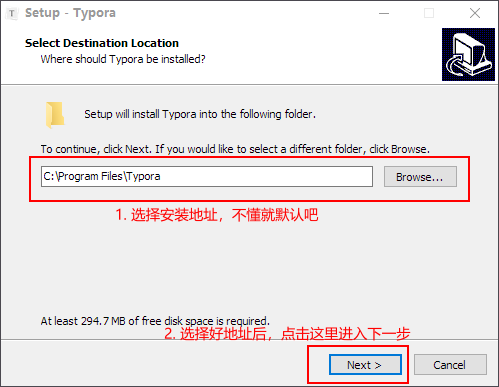 T Setup - Typora
Select Destination Location
Where should Typora be installed?
Setup will install Typora into the following folder.
To continue, click Next. If you would like to select a different folder, click Browse.
C:\Program Files\Typora
Browse...
1. 选择安装地址，不懂就默认吧
At least 294.7 MB of free disk space is required.
2. 选择好地址后，点击这里进入下一步
Next >
Cancel